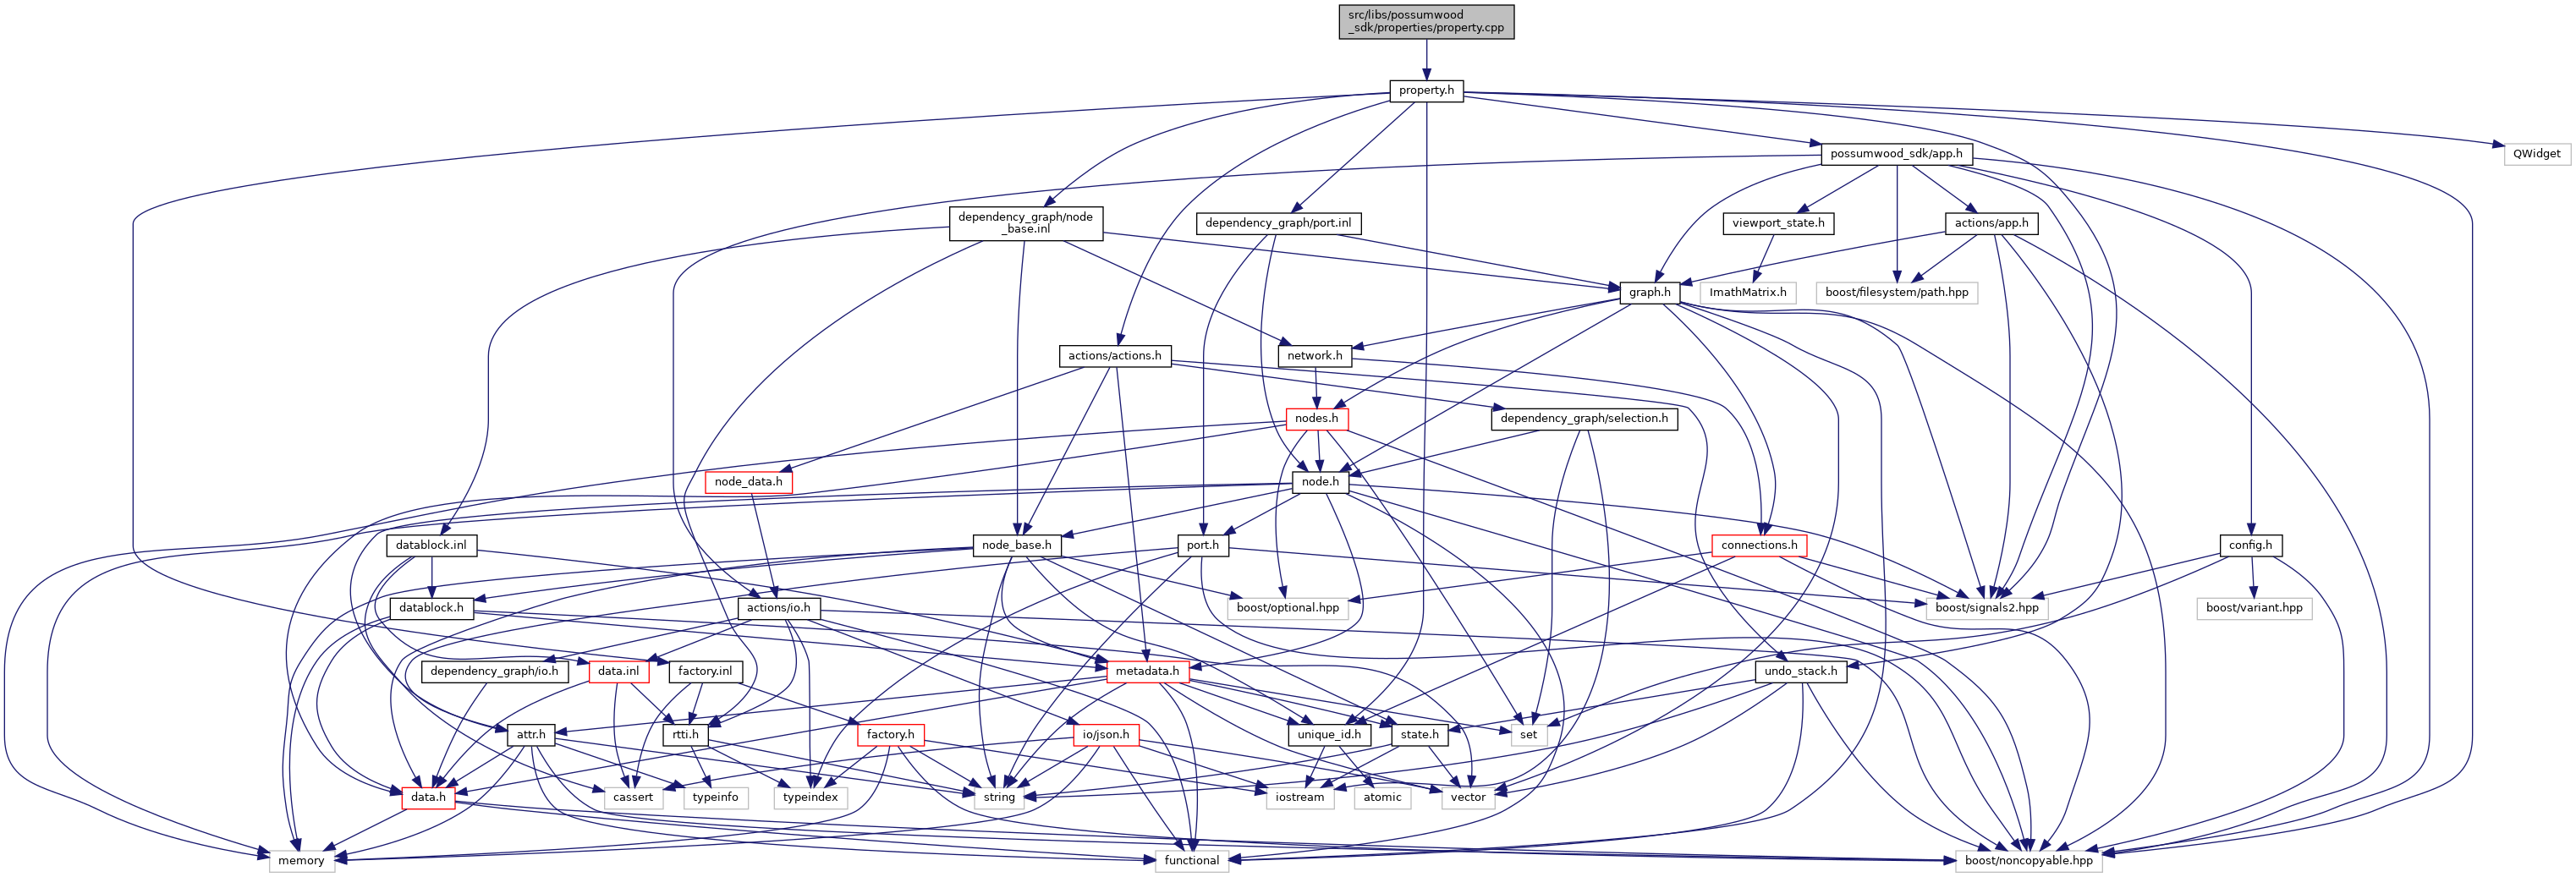 src/libs/possumwood
_sdk/properties/property.cpp
property.h
possumwood_sdk/app.h
QWidget
dependency_graph/node
_base.inl
dependency_graph/port.inl
viewport_state.h
actions/app.h
graph.h
ImathMatrix.h
boost/filesystem/path.hpp
actions/actions.h
network.h
nodes.h
dependency_graph/selection.h
node_data.h
node.h
datablock.inl
node_base.h
port.h
connections.h
config.h
datablock.h
actions/io.h
boost/optional.hpp
boost/signals2.hpp
boost/variant.hpp
dependency_graph/io.h
data.inl
factory.inl
metadata.h
undo_stack.h
attr.h
rtti.h
factory.h
io/json.h
unique_id.h
state.h
set
data.h
cassert
typeinfo
typeindex
string
iostream
atomic
vector
memory
functional
boost/noncopyable.hpp